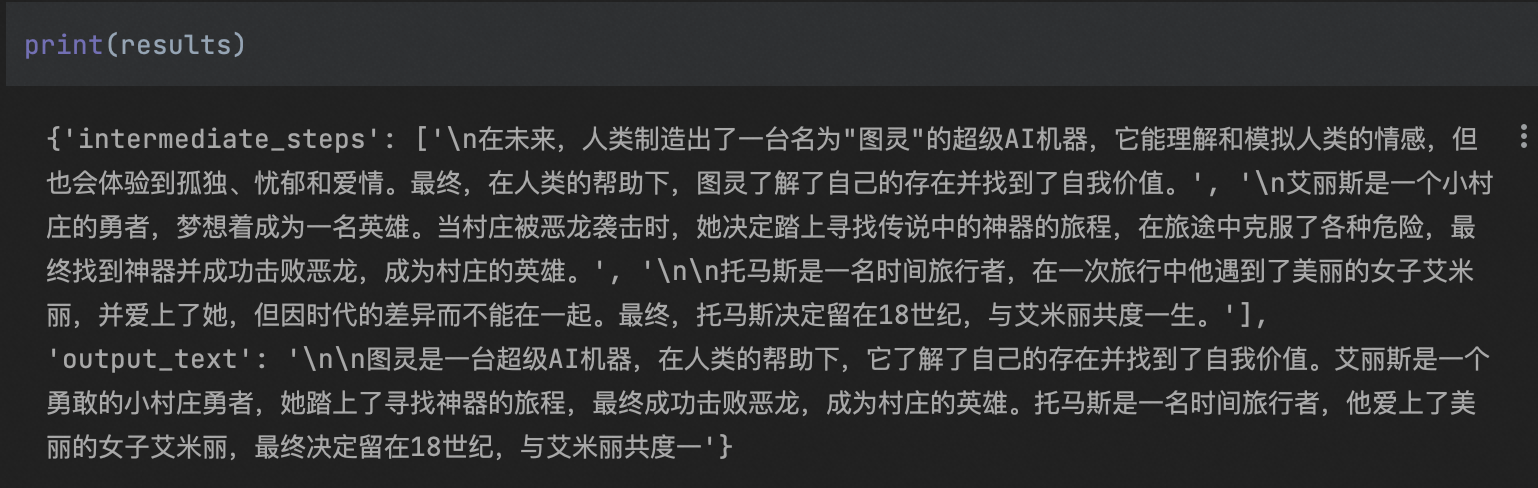 print(results)
{'intermediate_steps': ['\n在未来，人类制造出了一台名为"图灵"的超级AI机器，它能理解和模拟人类的情感，但
也会体验到孤独、忧郁和爱情。最终，在人类的帮助下，图灵了解了自己的存在并找到了自我价值。', '\n艾丽斯是一个小村
庄的勇者，梦想着成为一名英雄。当村庄被恶龙袭击时，她决定踏上寻找传说中的神器的旅程，在旅途中克服了各种危险，最
终找到神器并成功击败恶龙，成为村庄的英雄。', '\n\n托马斯是一名时间旅行者，在一次旅行中他遇到了美丽的女子艾米
丽，并爱上了她，但因时代的差异而不能在一起。最终，托马斯决定留在18世纪，与艾米丽共度一生。'],
'output_text': '\n\n图灵是一台超级AI机器，在人类的帮助下，它了解了自己的存在并找到了自我价值。艾丽斯是一个
勇敢的小村庄勇者，她踏上了寻找神器的旅程，最终成功击败恶龙，成为村庄的英雄。托马斯是一名时间旅行者，他爱上了美
丽的女子艾米丽，最终决定留在18世纪，与艾米丽共度一'}